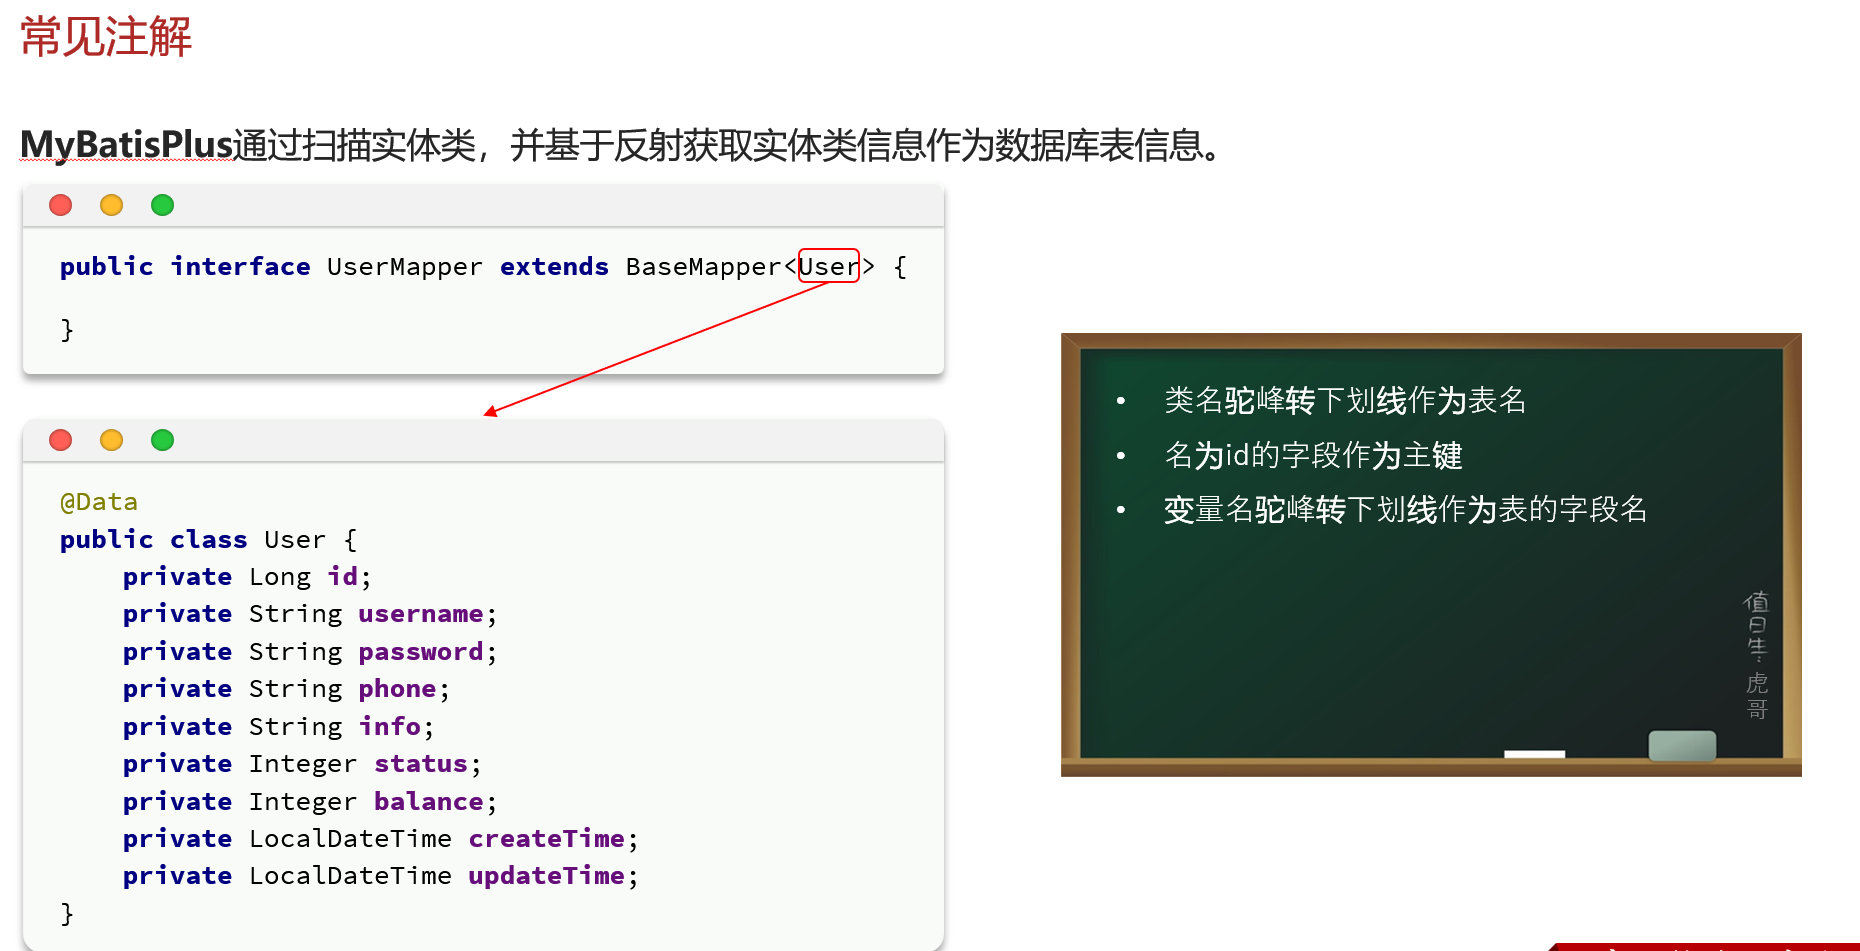 常见注解
MyBatisPlus通过扫描实体类，并基于反射获取实体类信息作为数据库表信息。
public interface UserMapper extends BaseMapper<User> {
}
@Data
public class User {
    private Long id;
    private String username;
    private String password;
    private String phone;
    private String info;
    private Integer status;
    private Integer balance;
    private LocalDateTime createTime;
    private LocalDateTime updateTime;
}
• 类名驼峰转下划线作为表名
• 名为id的字段作为主键
• 变量名驼峰转下划线作为表的字段名
值日生：虎哥